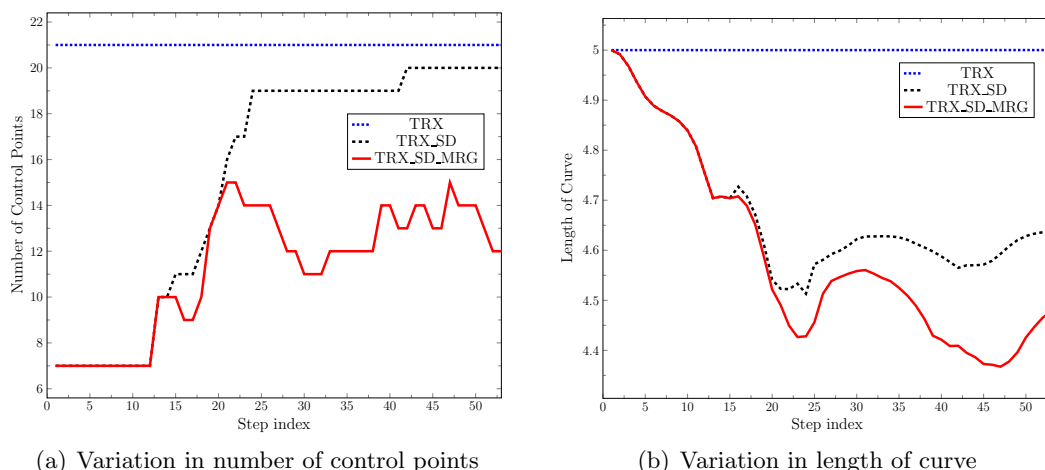 22
20
18
16
14
12
10
8
6
Number of Control Points
TRX
TRX_SD
TRX_SD_MRG
0 5 10 15 20 25 30 35 40 45 50
Step index
(a) Variation in number of control points
5
4.9
4.8
4.7
4.6
4.5
4.4
Length of Curve
TRX
TRX_SD
TRX_SD_MRG
0 5 10 15 20 25 30 35 40 45 50
Step index
(b) Variation in length of curve